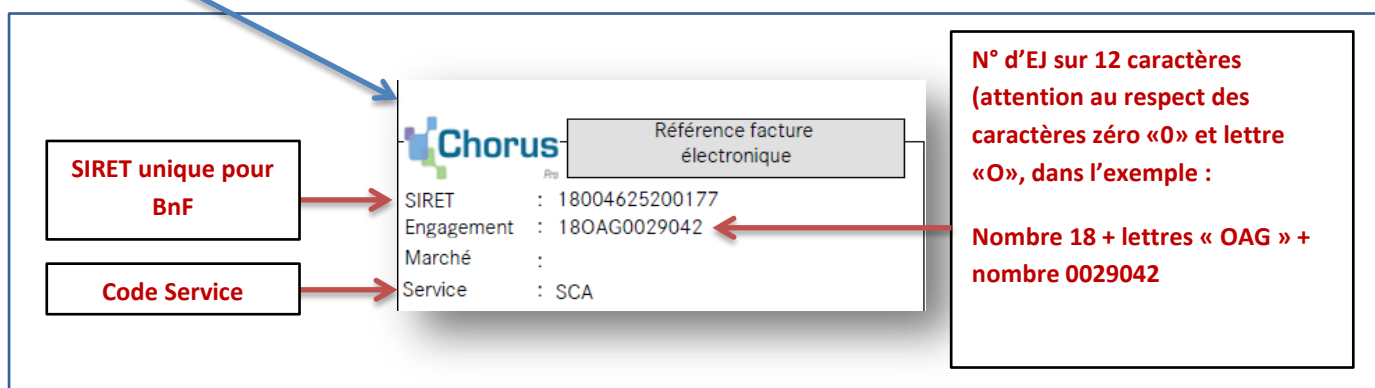 SIRET unique pour
BnF
Code Service
Chorus
Pro
Référence facture
électronique
SIRET : 18004625200177
Engagement : 18OAG0029042
Marché :
Service : SCA
N° d’EJ sur 12 caractères
(attention au respect des
caractères zéro «0» et lettre
«O», dans l’exemple :
Nombre 18 + lettres « OAG » +
nombre 0029042